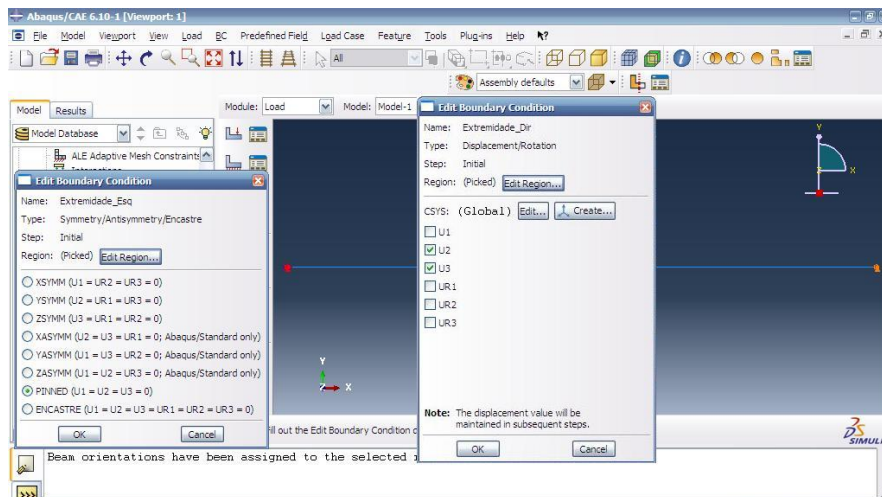 Abaqus/CAE 6.10-1 [Viewport: 1]
File Model Viewport View Load BC Predefined Field Load Case Feature Tools Plug-ins Help
All
Assembly defaults
Model Results
Module: Load Model: Model-1
Model Database
ALE Adaptive Mesh Constraints
Edit Boundary Condition
Name: Extremidade_Esq
Type: Symmetry/Antisymmetry/Encastre
Step: Initial
Region: (Picked) Edit Region...
XSYMM (U1 = UR2 = UR3 = 0)
YSYMM (U2 = UR1 = UR3 = 0)
ZSYMM (U3 = UR1 = UR2 = 0)
XASYMM (U2 = U3 = UR1 = 0; Abaqus/Standard only)
YASYMM (U1 = U3 = UR2 = 0; Abaqus/Standard only)
ZASYMM (U1 = U2 = UR3 = 0; Abaqus/Standard only)
PINNED (U1 = U2 = U3 = 0)
ENCASTRE (U1 = U2 = U3 = UR1 = UR2 = UR3 = 0)
OK Cancel
Edit Boundary Condition
Name: Extremidade_Dir
Type: Displacement/Rotation
Step: Initial
Region: (Picked) Edit Region...
CSYS: (Global) Edit... Create...
U1
U2
U3
UR1
UR2
UR3
Note: The displacement value will be
maintained in subsequent steps.
OK Cancel
Y
X
Y
Z X
ill out the Edit Boundary Condition
SIMULI
Beam orientations have been assigned to the selected
>>>